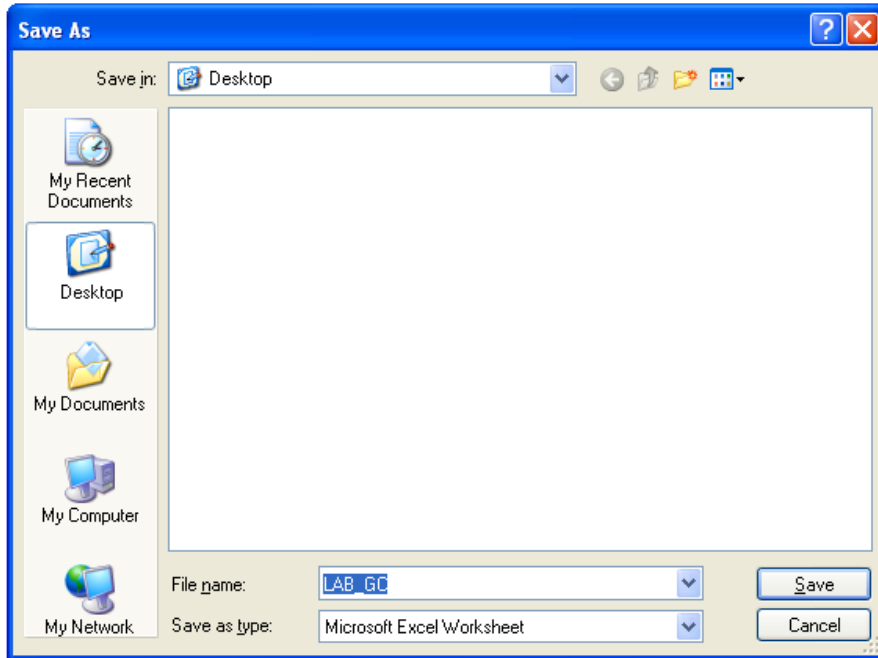 Save As
Save in: Desktop
My Recent
Documents
Desktop
My Documents
My Computer
My Network
File name: LAB_GC
Save
Save as type: Microsoft Excel Worksheet
Cancel